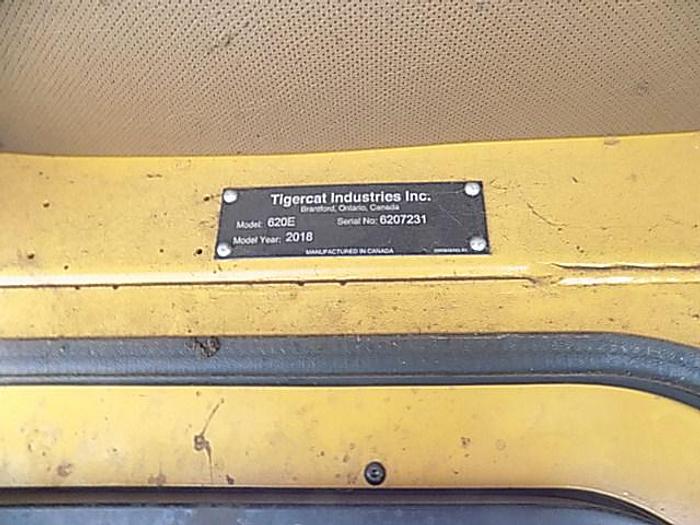 Tigercat Industries Inc.
Brantford, Ontario, Canada
Model: 620E Serial No: 6207231
Model Year: 2018
MANUFACTURED IN CANADA